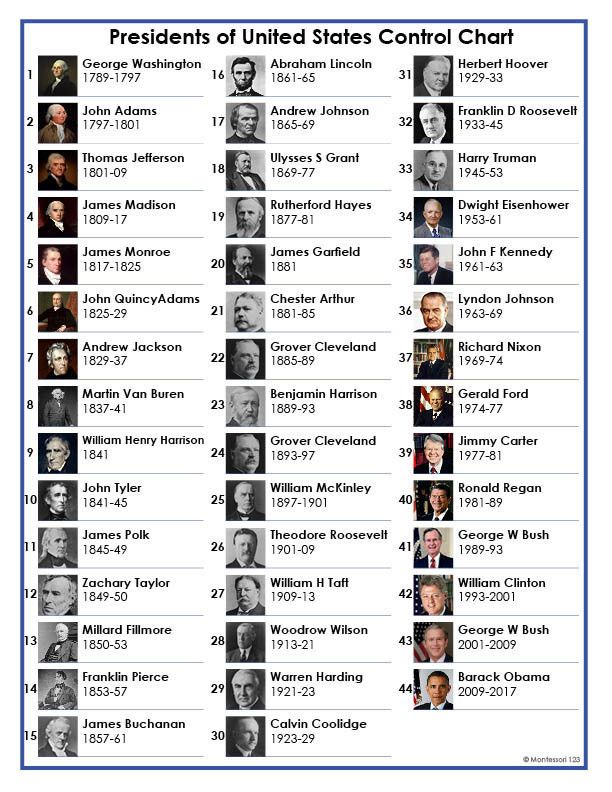 Presidents of United States Control Chart
1
George Washington
1789-1797
2
John Adams
1797-1801
3
Thomas Jefferson
1801-09
4
James Madison
1809-17
5
James Monroe
1817-1825
6
John QuincyAdams
1825-29
7
Andrew Jackson
1829-37
8
Martin Van Buren
1837-41
9
William Henry Harrison
1841
10
John Tyler
1841-45
11
James Polk
1845-49
12
Zachary Taylor
1849-50
13
Millard Fillmore
1850-53
14
Franklin Pierce
1853-57
15
James Buchanan
1857-61
16
Abraham Lincoln
1861-65
17
Andrew Johnson
1865-69
18
Ulysses S Grant
1869-77
19
Rutherford Hayes
1877-81
20
James Garfield
1881
21
Chester Arthur
1881-85
22
Grover Cleveland
1885-89
23
Benjamin Harrison
1889-93
24
Grover Cleveland
1893-97
25
William McKinley
1897-1901
26
Theodore Roosevelt
1901-09
27
William H Taft
1909-13
28
Woodrow Wilson
1913-21
29
Warren Harding
1921-23
30
Calvin Coolidge
1923-29
31
Herbert Hoover
1929-33
32
Franklin D Roosevelt
1933-45
33
Harry Truman
1945-53
34
Dwight Eisenhower
1953-61
35
John F Kennedy
1961-63
36
Lyndon Johnson
1963-69
37
Richard Nixon
1969-74
38
Gerald Ford
1974-77
39
Jimmy Carter
1977-81
40
Ronald Regan
1981-89
41
George W Bush
1989-93
42
William Clinton
1993-2001
43
George W Bush
2001-2009
44
Barack Obama
2009-2017
© Montessori 123